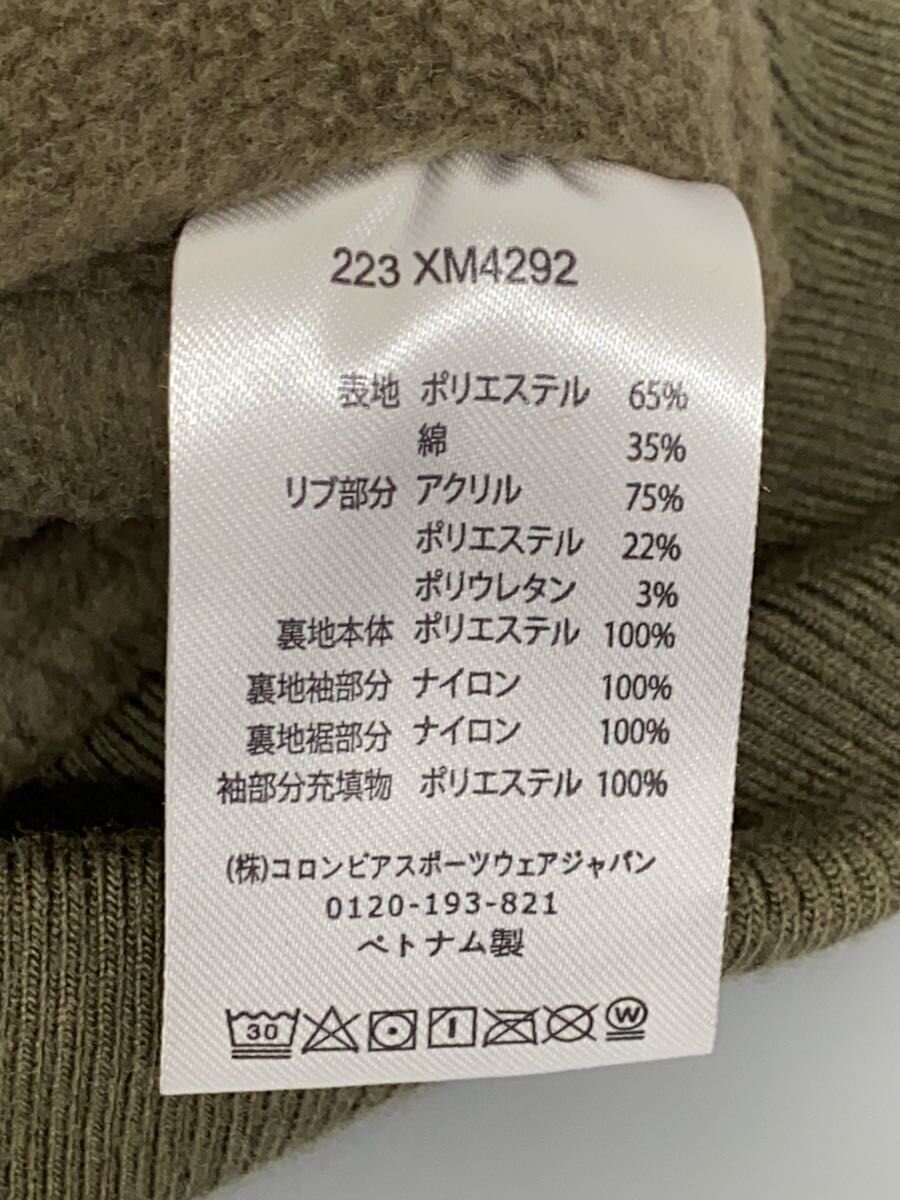 223 XM4292
表地 ポリエステル 65%
綿 35%
リブ部分 アクリル 75%
ポリエステル 22%
ポリウレタン 3%
裏地本体 ポリエステル 100%
裏地袖部分 ナイロン 100%
裏地裾部分 ナイロン 100%
袖部分充填物 ポリエステル 100%
(株)コロンビアスポーツウェアジャパン
0120-193-821
ベトナム製
30 W